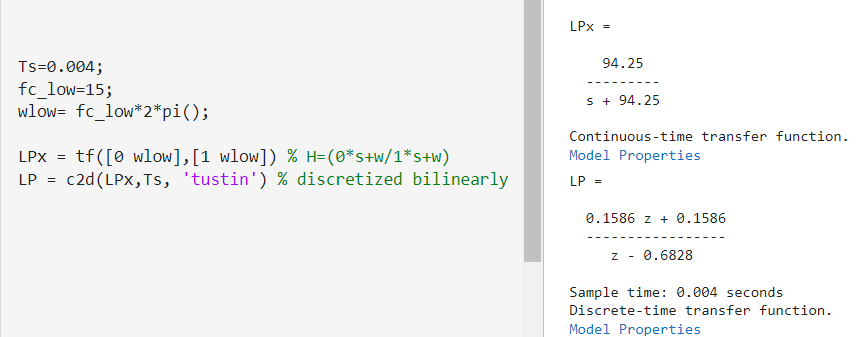 Ts=0.004;
fc_low=15;
wlow= fc_low*2*pi();
LPx = tf([0 wlow],[1 wlow]) % H=(0*s+w/1*s+w)
LP = c2d(LPx,Ts, 'tustin') % discretized bilinearly
LPx =
94.25
---------
s + 94.25
Continuous-time transfer function.
Model Properties
LP =
0.1586 z + 0.1586
-----------------
z - 0.6828
Sample time: 0.004 seconds
Discrete-time transfer function.
Model Properties